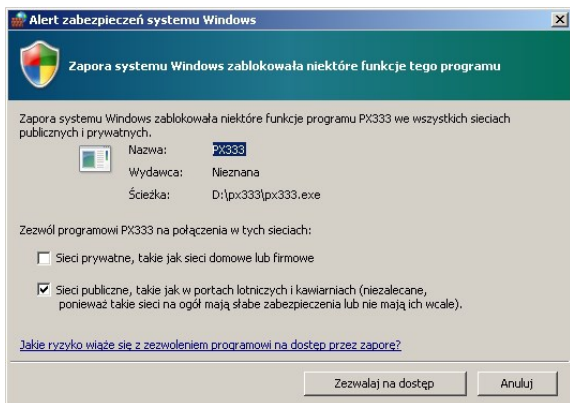 Alert zabezpieczeń systemu Windows
Zapora systemu Windows zablokowała niektóre funkcje tego programu
Zapora systemu Windows zablokowała niektóre funkcje programu PX333 we wszystkich sieciach
publicznych i prywatnych.
Nazwa: PX333
Wydawca: Nieznana
Ścieżka: D:\px333\px333.exe
Zezwól programowi PX333 na połączenia w tych sieciach:
Sieci prywatne, takie jak sieci domowe lub firmowe
Sieci publiczne, takie jak w portach lotniczych i kawiarniach (niezalecane,
ponieważ takie sieci na ogół mają słabe zabezpieczenia lub nie mają ich wcale).
Jakie ryzyko wiąże się z zezwoleniem programowi na dostęp przez zaporę?
Zezwalaj na dostęp Anuluj